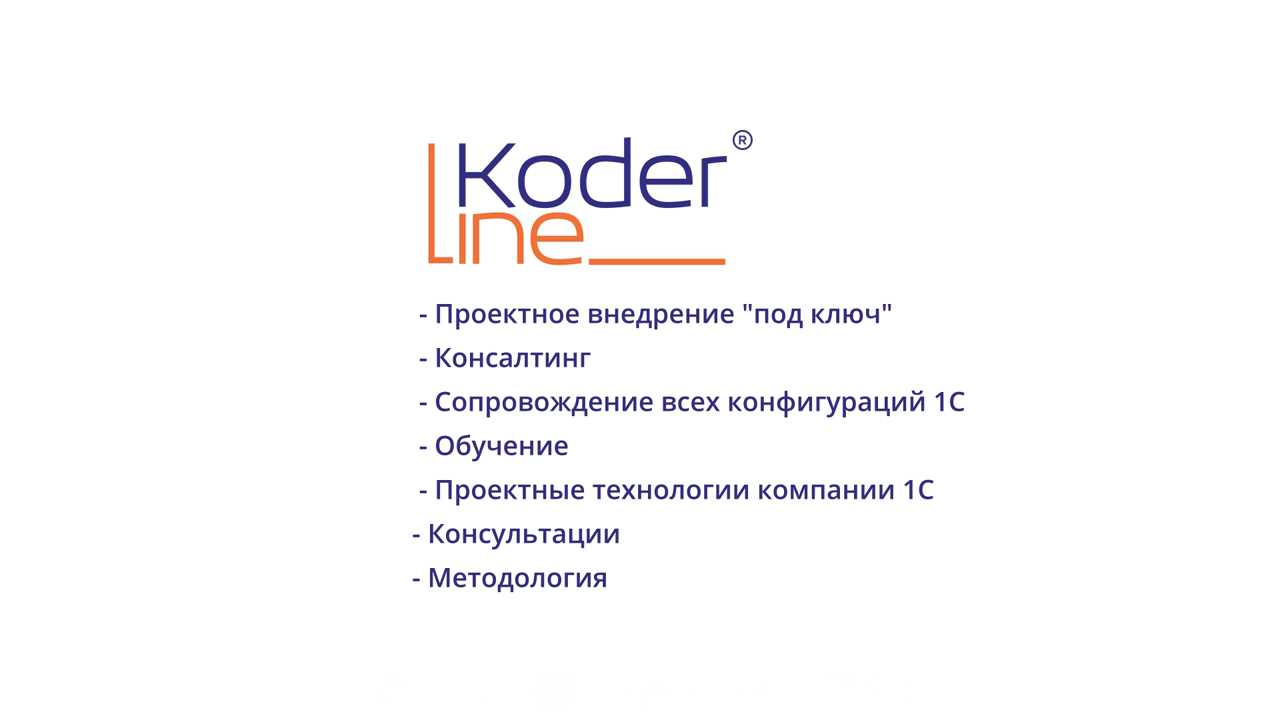 Koder®
Line
- Проектное внедрение "под ключ"
- Консалтинг
- Сопровождение всех конфигураций 1С
- Обучение
- Проектные технологии компании 1С
- Консультации
- Методология